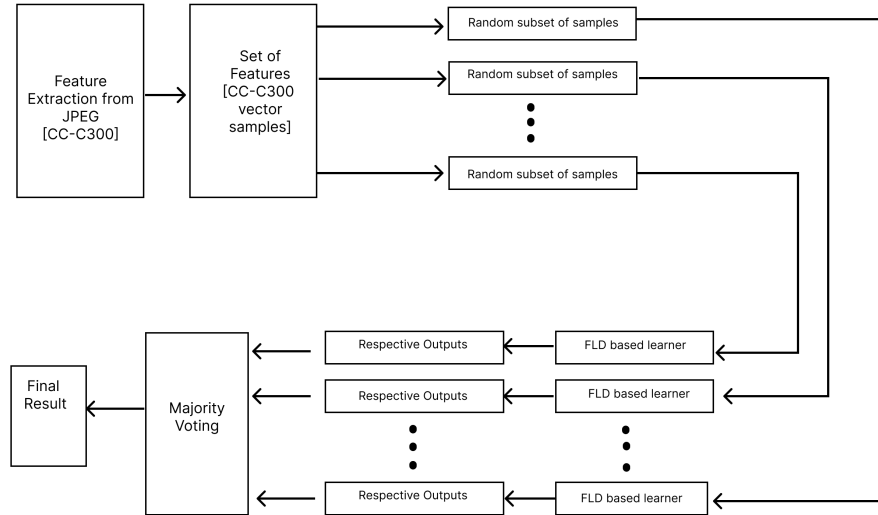 Feature
Extraction from
JPEG
[CC-C300]
Set of
Features
[CC-C300
vector
samples]
Random subset of samples
Random subset of samples
Random subset of samples
Respective Outputs
FLD based learner
Final
Result
Majority
Voting
Respective Outputs
FLD based learner
Respective Outputs
FLD based learner